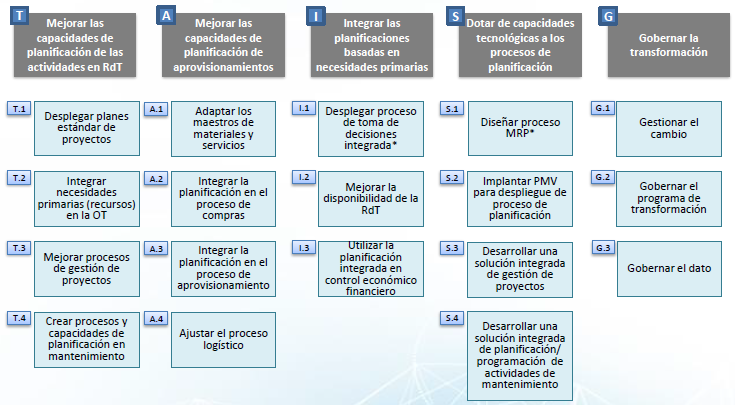 T
Mejorar las
capacidades de
planificación de las
actividades en RdT
A
Mejorar las
capacidades de
planificación de
aprovisionamientos
I
Integrar las
planificaciones
basadas en
necesidades primarias
S
Dotar de capacidades
tecnológicas a los
procesos de
planificación
G
Gobernar la
transformación
T.1
Desplegar planes
estándar de
proyectos
A.1
Adaptar los
maestros de
materiales y
servicios
I.1
Desplegar proceso
de toma de
decisiones
integrada*
S.1
Diseñar proceso
MRP*
G.1
Gestionar el
cambio
T.2
Integrar
necesidades
primarias (recursos)
en la OT
A.2
Integrar la
planificación en el
proceso de
compras
I.2
Mejorar la
disponibilidad de la
RdT
S.2
Implantar PMV
para despliegue de
proceso de
planificación
G.2
Gobernar el
programa de
transformación
T.3
Mejorar procesos
de gestión de
proyectos
A.3
Integrar la
planificación en el
proceso de
aprovisionamiento
I.3
Utilizar la
planificación
integrada en
control económico
financiero
S.3
Desarrollar una
solución integrada
de gestión de
proyectos
G.3
Gobernar el dato
T.4
Crear procesos y
capacidades de
planificación en
mantenimiento
A.4
Ajustar el proceso
logístico
S.4
Desarrollar una
solución integrada
de planificación/
programación de
actividades de
mantenimiento